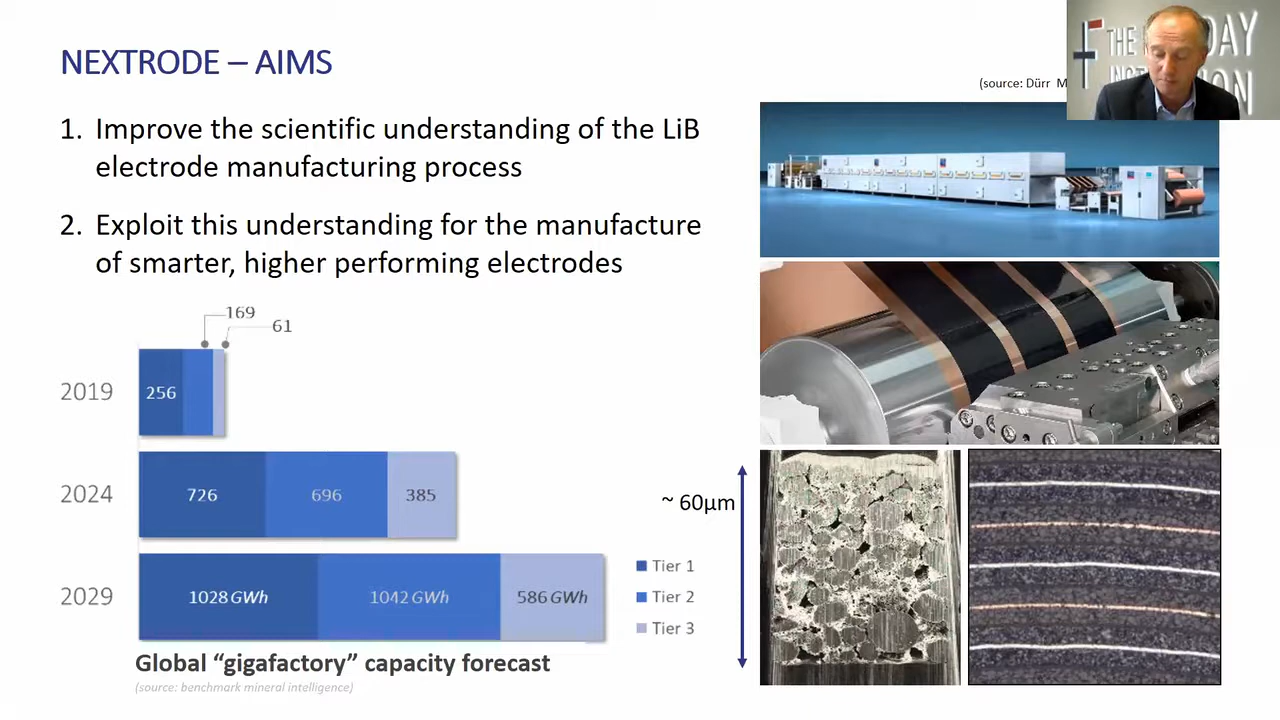 NEXTRODE – AIMS
(source: Dürr
1. Improve the scientific understanding of the LiB
electrode manufacturing process
2. Exploit this understanding for the manufacture
of smarter, higher performing electrodes
169
61
2019
256
2024
726
696
385
2029
1028 GWh
1042 GWh
586 GWh
Tier 1
Tier 2
Tier 3
Global “gigafactory” capacity forecast
(source: benchmark mineral intelligence)
~ 60µm
THE